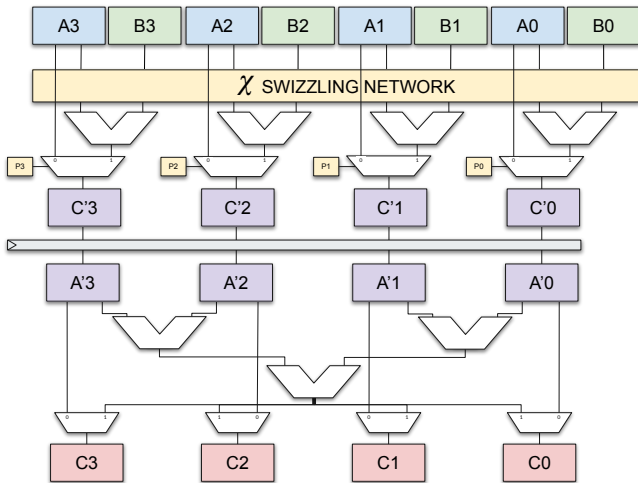 A3 B3 A2 B2 A1 B1 A0 B0
χ SWIZZLING NETWORK
0 1 0 1 0 1 0 1
P3 P2 P1 P0
C'3 C'2 C'1 C'0
A'3 A'2 A'1 A'0
0 1 1 0 0 1 1 0
C3 C2 C1 C0